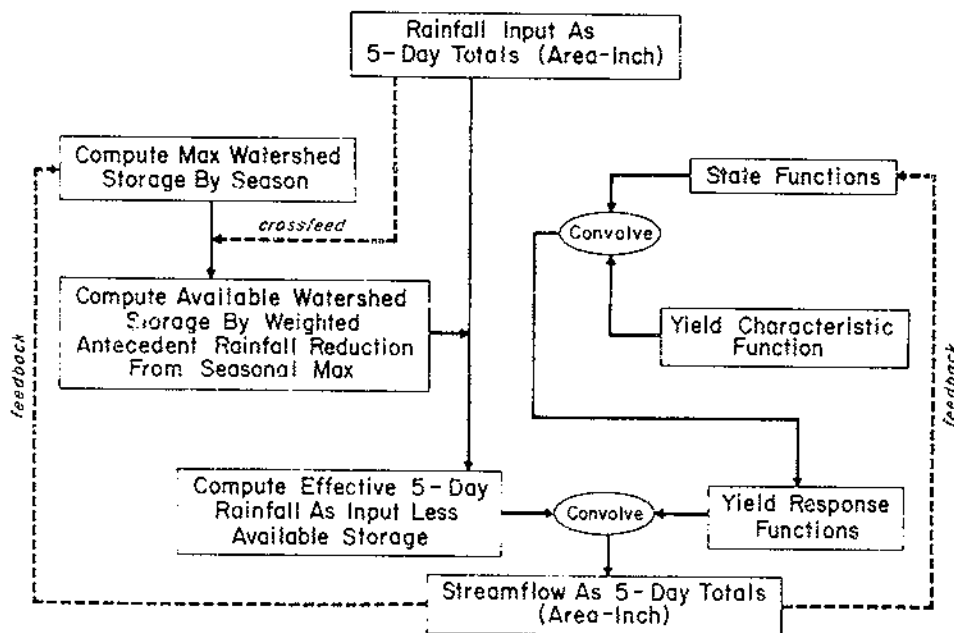 Rainfall Input As
5-Day Totals (Area-Inch)
Compute Max Watershed
Storage By Season
crossfeed
State Functions
Convolve
Compute Available Watershed
Storage By Weighted
Antecedent Rainfall Reduction
From Seasonal Max
Yield Characteristic
Function
feedback
feedback
Compute Effective 5-Day
Rainfall As Input Less
Available Storage
Convolve
Yield Response
Functions
Streamflow As 5-Day Totals
(Area-Inch)